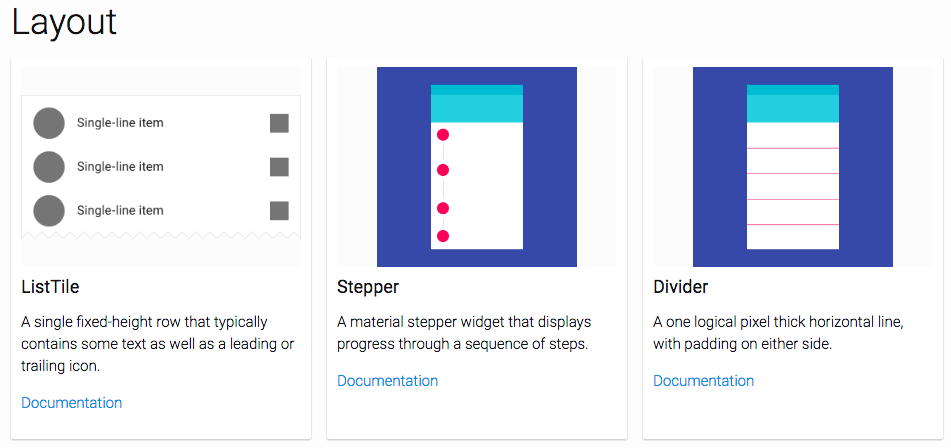 Layout
Single-line item
Single-line item
Single-line item
ListTile
A single fixed-height row that typically
contains some text as well as a leading or
trailing icon.
Documentation
Stepper
A material stepper widget that displays
progress through a sequence of steps.
Documentation
Divider
A one logical pixel thick horizontal line,
with padding on either side.
Documentation